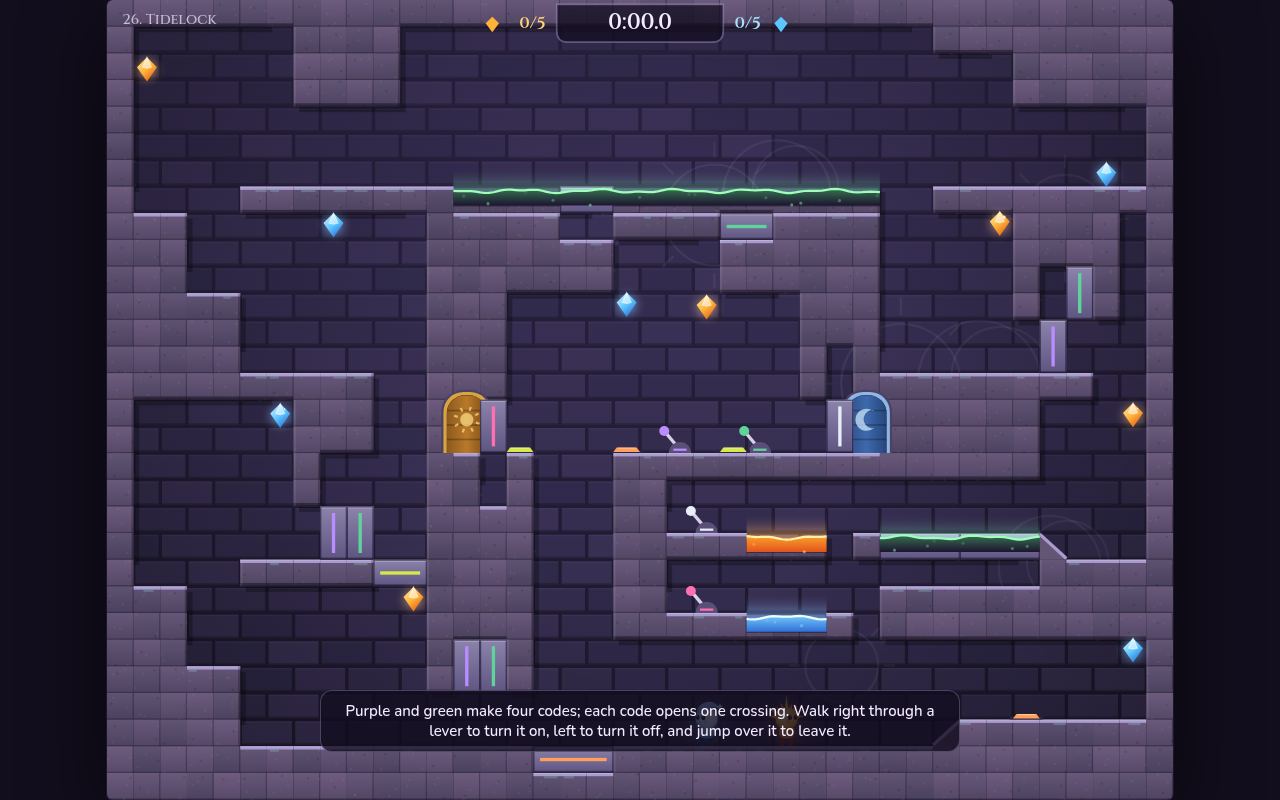 26. Tidelock
0/5
0:00.0
0/5
Purple and green make four codes; each code opens one crossing. Walk right through a
lever to turn it on, left to turn it off, and jump over it to leave it.